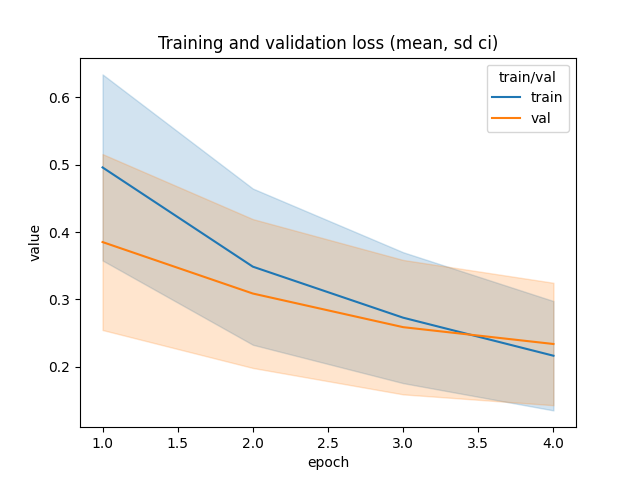 Training and validation loss (mean, sd ci)
train/val
train
val
value
0.6
0.5
0.4
0.3
0.2
1.0 1.5 2.0 2.5 3.0 3.5 4.0
epoch